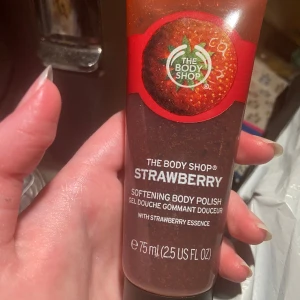 THE
BODY
SHOP
THE BODY SHOP®
STRAWBERRY
SOFTENING BODY POLISH
GEL DOUCHE GOMMANT DOUCEUR
WITH STRAWBERRY ESSENCE
e 75 ml (2.5 US FL OZ)